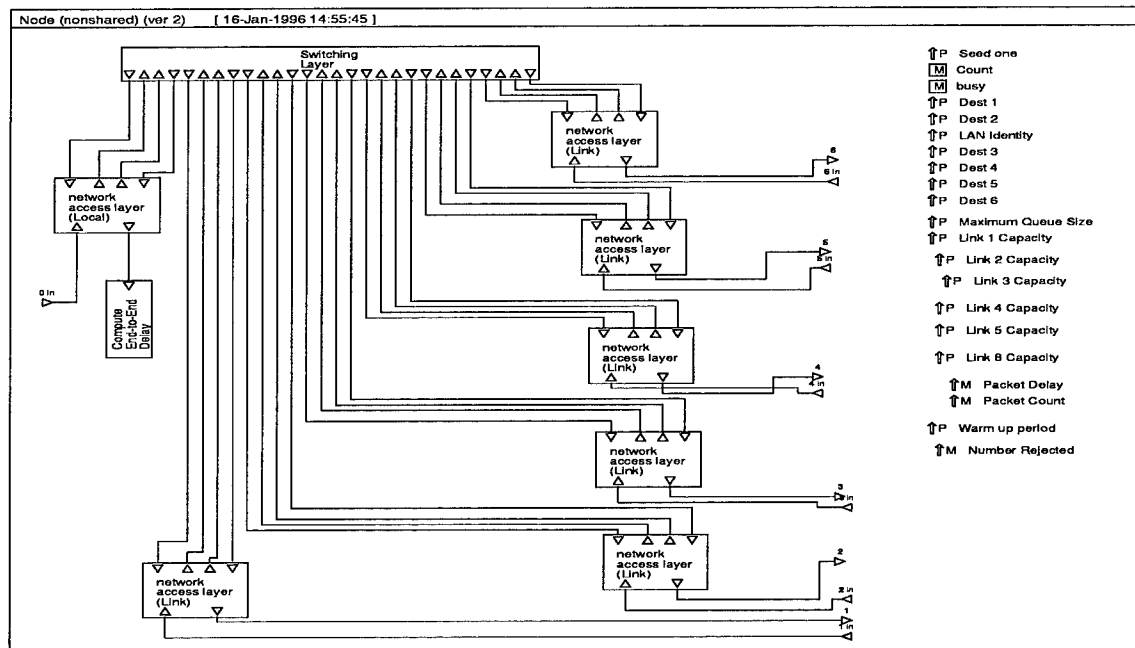 Node (nonshared) (ver 2) [ 16-Jan-1996 14:55:45 ]
Switching
Layer
network
access layer
(Local)
0 in
Compute
End-to-End
Delay
network
access layer
(Link)
6
6 in
network
access layer
(Link)
5
5 in
network
access layer
(Link)
4
4 in
network
access layer
(Link)
3
3 in
network
access layer
(Link)
2
2 in
network
access layer
(Link)
1
1 in
⇑P Seed one
M Count
M busy
⇑P Dest 1
⇑P Dest 2
⇑P LAN Identity
⇑P Dest 3
⇑P Dest 4
⇑P Dest 5
⇑P Dest 6
⇑P Maximum Queue Size
⇑P Link 1 Capacity
⇑P Link 2 Capacity
⇑P Link 3 Capacity
⇑P Link 4 Capacity
⇑P Link 5 Capacity
⇑P Link 6 Capacity
⇑M Packet Delay
⇑M Packet Count
⇑P Warm up period
⇑M Number Rejected